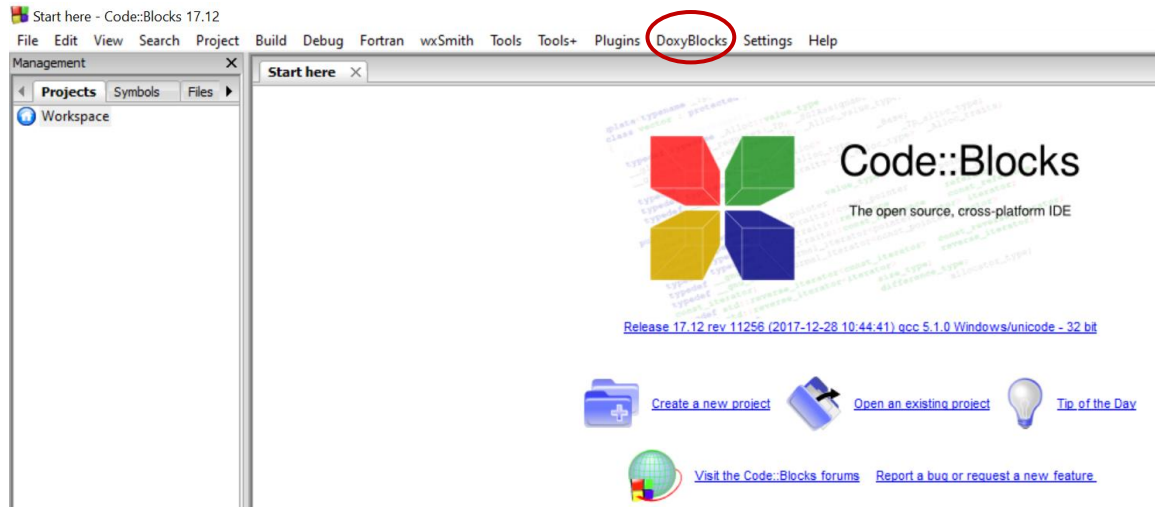 Start here - Code::Blocks 17.12
File Edit View Search Project Build Debug Fortran wxSmith Tools Tools+ Plugins DoxyBlocks Settings Help
Management X
Start here
Projects Symbols Files
Workspace
Code::Blocks
The open source, cross-platform IDE
Release 17.12 rev 11256 (2017-12-28 10:44:41) gcc 5.1.0 Windows/unicode - 32 bit
Create a new project Open an existing project Tip of the Day
Visit the Code::Blocks forums Report a bug or request a new feature